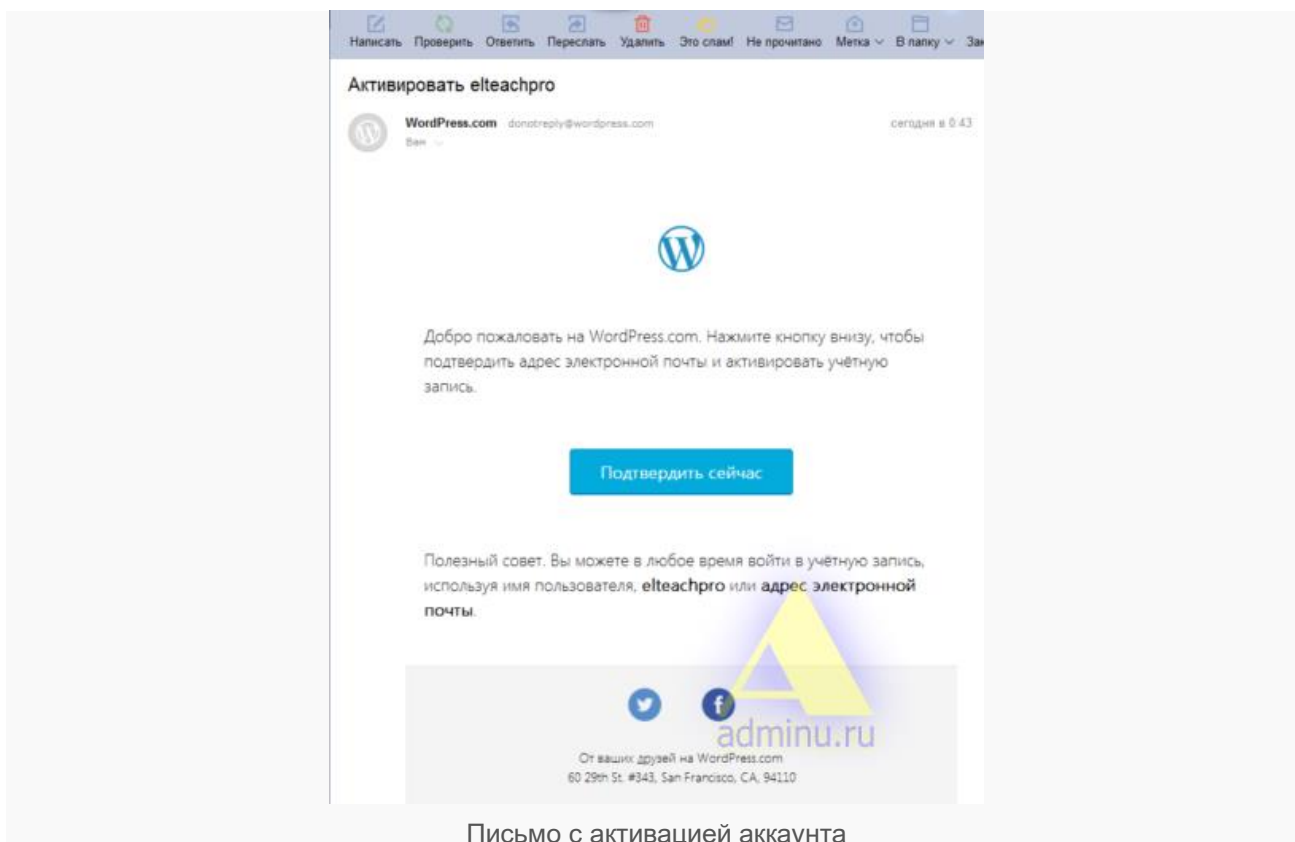 Написать Проверить Ответить Переслать Удалить Это спам! Не прочитано Метка В папку Зак
Активировать elteachpro
WordPress.com donotreply@wordpress.com сегодня в 0:43
Вам
Добро пожаловать на WordPress.com. Нажмите кнопку внизу, чтобы
подтвердить адрес электронной почты и активировать учётную
запись.
Подтвердить сейчас
Полезный совет. Вы можете в любое время войти в учётную запись,
используя имя пользователя, elteachpro или адрес электронной
почты.
adminu.ru
От ваших друзей на WordPress.com
60 29th St. #343, San Francisco, CA, 94110
Письмо с активацией аккаунта